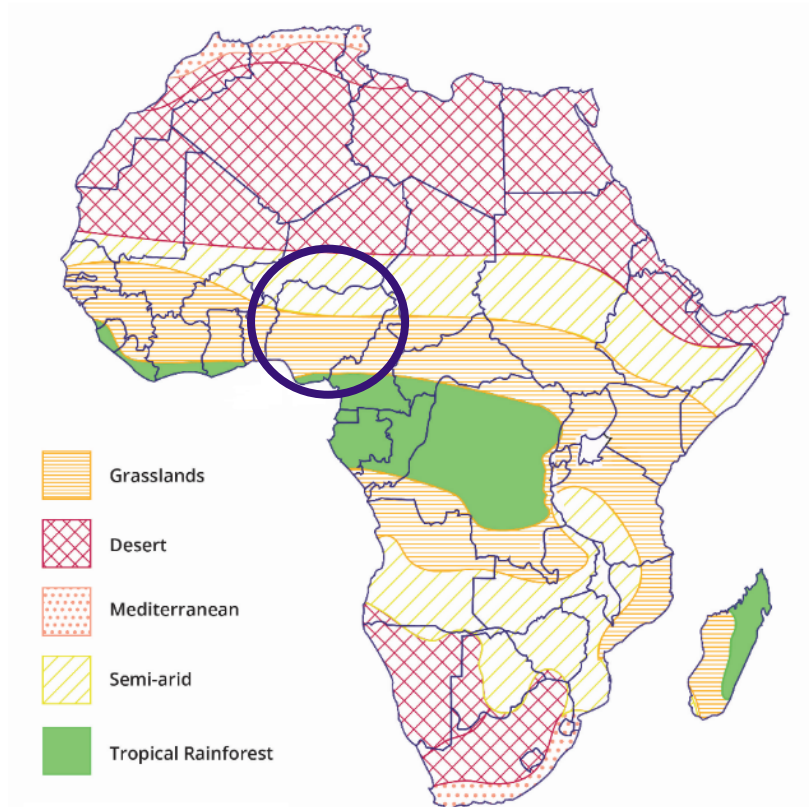 Grasslands
Desert
Mediterranean
Semi-arid
Tropical Rainforest